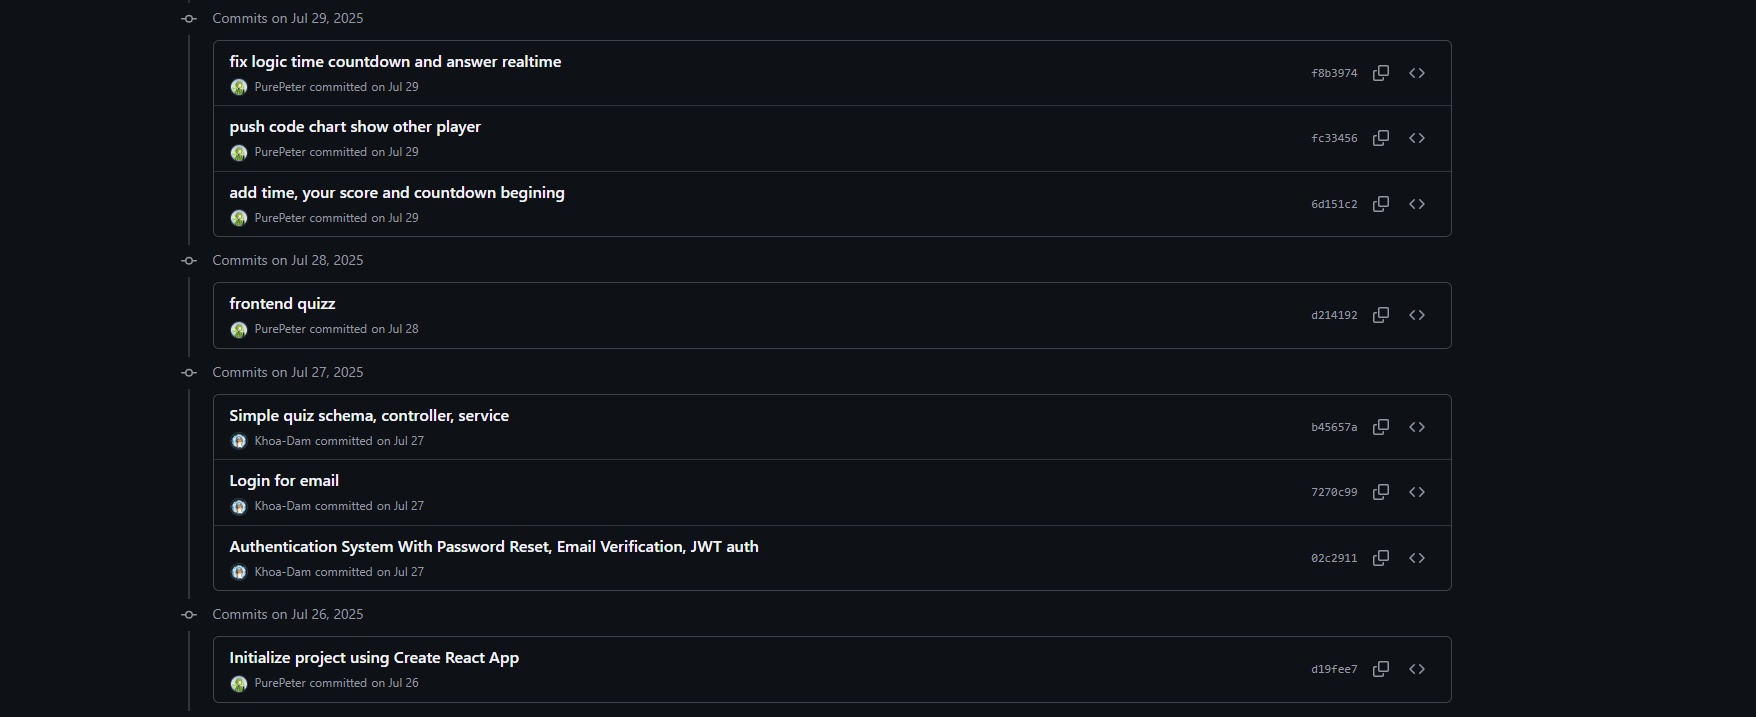 Commits on Jul 29, 2025
fix logic time countdown and answer realtime
PurePeter committed on Jul 29
f8b3974
push code chart show other player
PurePeter committed on Jul 29
fc33456
add time, your score and countdown begining
PurePeter committed on Jul 29
6d151c2
Commits on Jul 28, 2025
frontend quizz
PurePeter committed on Jul 28
d214192
Commits on Jul 27, 2025
Simple quiz schema, controller, service
Khoa-Dam committed on Jul 27
b45657a
Login for email
Khoa-Dam committed on Jul 27
7270c99
Authentication System With Password Reset, Email Verification, JWT auth
Khoa-Dam committed on Jul 27
02c2911
Commits on Jul 26, 2025
Initialize project using Create React App
PurePeter committed on Jul 26
d19fee7